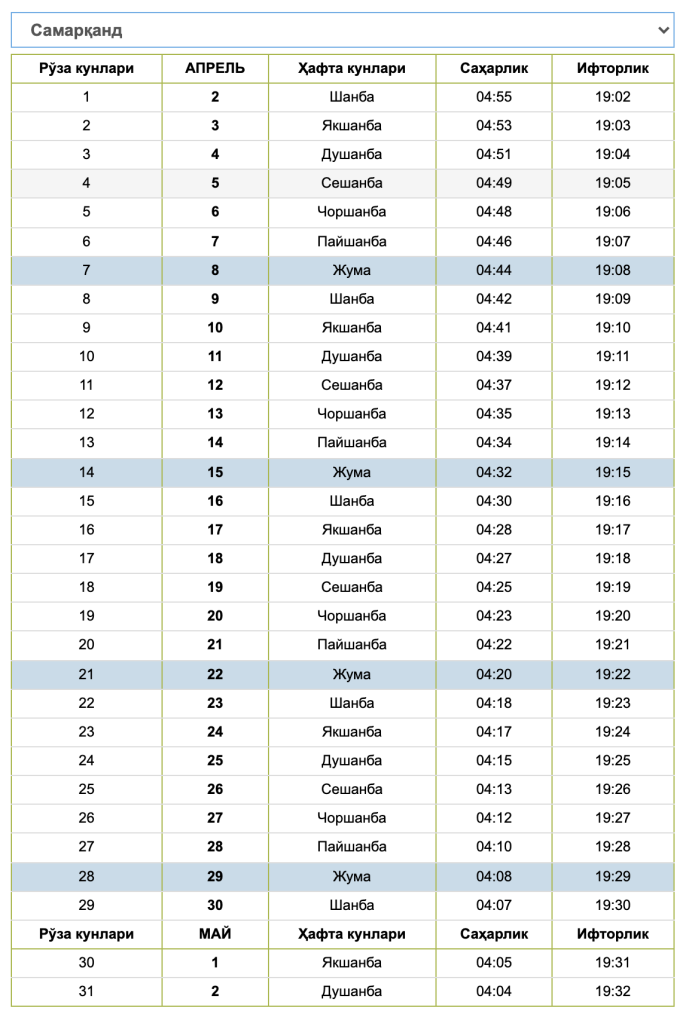 Самарқанд
Рўза кунлари АПРЕЛЬ Ҳафта кунлари Саҳарлик Ифторлик
1 2 Шанба 04:55 19:02
2 3 Якшанба 04:53 19:03
3 4 Душанба 04:51 19:04
4 5 Сешанба 04:49 19:05
5 6 Чоршанба 04:48 19:06
6 7 Пайшанба 04:46 19:07
7 8 Жума 04:44 19:08
8 9 Шанба 04:42 19:09
9 10 Якшанба 04:41 19:10
10 11 Душанба 04:39 19:11
11 12 Сешанба 04:37 19:12
12 13 Чоршанба 04:35 19:13
13 14 Пайшанба 04:34 19:14
14 15 Жума 04:32 19:15
15 16 Шанба 04:30 19:16
16 17 Якшанба 04:28 19:17
17 18 Душанба 04:27 19:18
18 19 Сешанба 04:25 19:19
19 20 Чоршанба 04:23 19:20
20 21 Пайшанба 04:22 19:21
21 22 Жума 04:20 19:22
22 23 Шанба 04:18 19:23
23 24 Якшанба 04:17 19:24
24 25 Душанба 04:15 19:25
25 26 Сешанба 04:13 19:26
26 27 Чоршанба 04:12 19:27
27 28 Пайшанба 04:10 19:28
28 29 Жума 04:08 19:29
29 30 Шанба 04:07 19:30
Рўза кунлари МАЙ Ҳафта кунлари Саҳарлик Ифторлик
30 1 Якшанба 04:05 19:31
31 2 Душанба 04:04 19:32